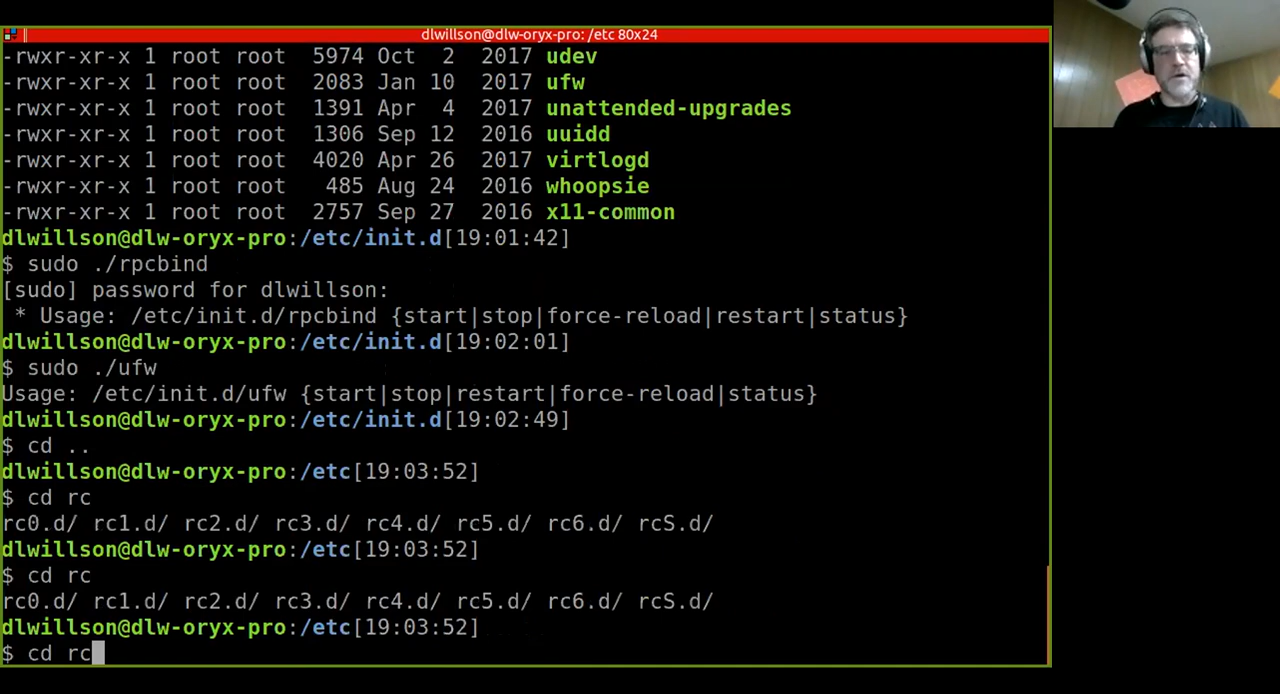 dlwillson@dlw-oryx-pro: /etc 80x24
-rwxr-xr-x 1 root root 5974 Oct 2 2017 udev
-rwxr-xr-x 1 root root 2083 Jan 10 2017 ufw
-rwxr-xr-x 1 root root 1391 Apr 4 2017 unattended-upgrades
-rwxr-xr-x 1 root root 1306 Sep 12 2016 uuidd
-rwxr-xr-x 1 root root 4020 Apr 26 2017 virtlogd
-rwxr-xr-x 1 root root 485 Aug 24 2016 whoopsie
-rwxr-xr-x 1 root root 2757 Sep 27 2016 x11-common
dlwillson@dlw-oryx-pro:/etc/init.d[19:01:42]
$ sudo ./rpcbind
[sudo] password for dlwillson:
* Usage: /etc/init.d/rpcbind {start|stop|force-reload|restart|status}
dlwillson@dlw-oryx-pro:/etc/init.d[19:02:01]
$ sudo ./ufw
Usage: /etc/init.d/ufw {start|stop|restart|force-reload|status}
dlwillson@dlw-oryx-pro:/etc/init.d[19:02:49]
$ cd ..
dlwillson@dlw-oryx-pro:/etc[19:03:52]
$ cd rc
rc0.d/ rc1.d/ rc2.d/ rc3.d/ rc4.d/ rc5.d/ rc6.d/ rcS.d/
dlwillson@dlw-oryx-pro:/etc[19:03:52]
$ cd rc
rc0.d/ rc1.d/ rc2.d/ rc3.d/ rc4.d/ rc5.d/ rc6.d/ rcS.d/
dlwillson@dlw-oryx-pro:/etc[19:03:52]
$ cd rc